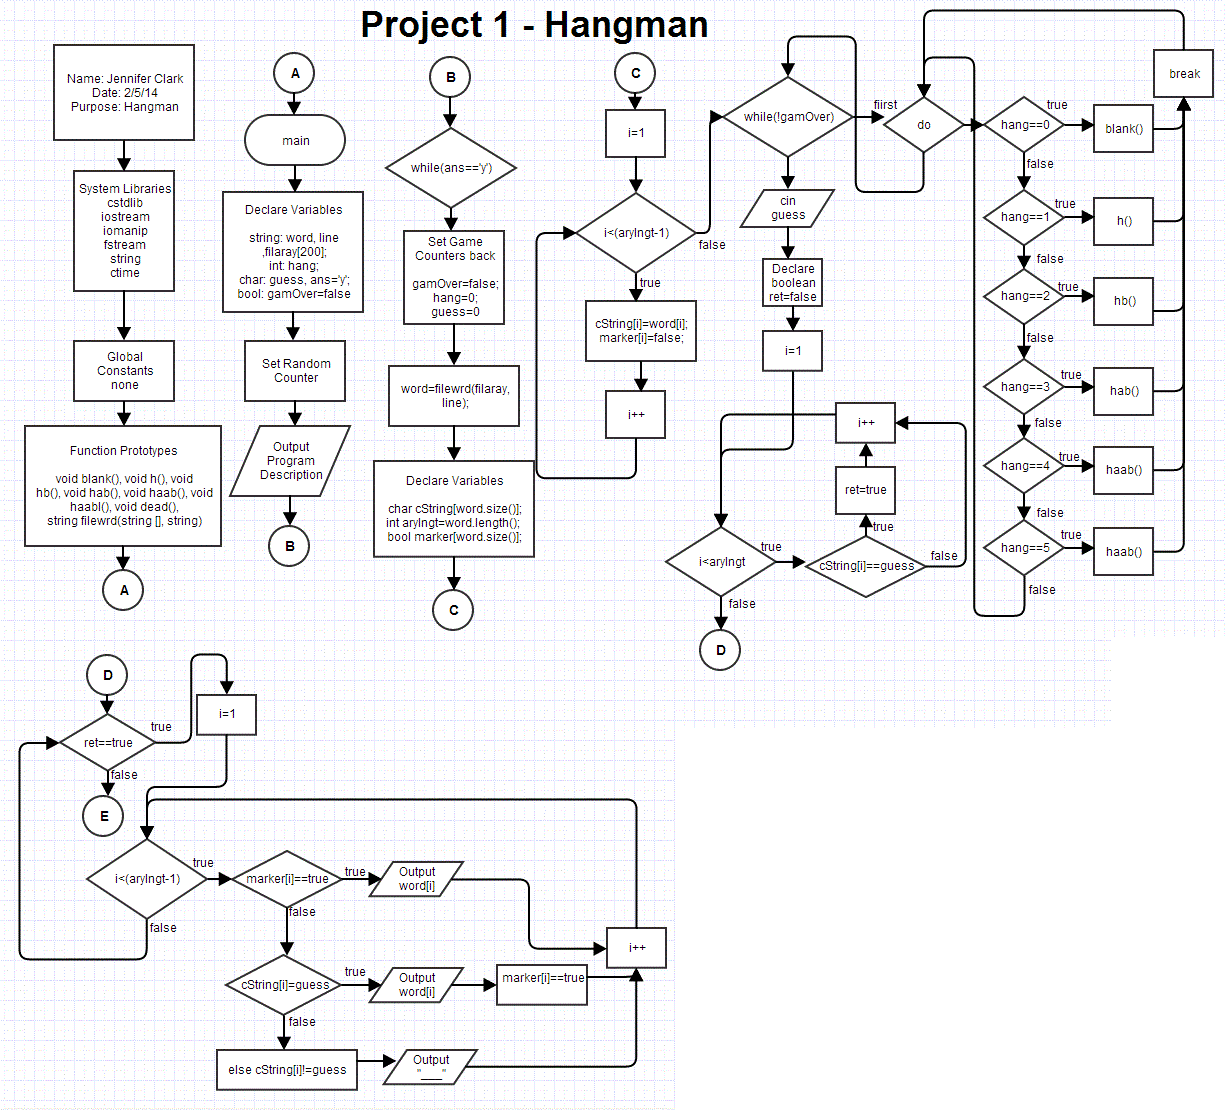 Project 1 - Hangman
Name: Jennifer Clark
Date: 2/5/14
Purpose: Hangman
System Libraries
cstdlib
iostream
iomanip
fstream
string
ctime
Global
Constants
none
Function Prototypes
void blank(), void h(), void
hb(), void hab(), void haab(), void
haabl(), void dead(),
string filewrd(string [], string)
A
A
main
Declare Variables
string: word, line
,filaray[200];
int: hang;
char: guess, ans='y';
bool: gamOver=false
Set Random
Counter
Output
Program
Description
B
B
while(ans=='y')
Set Game
Counters back
gamOver=false;
hang=0;
guess=0
word=filewrd(filaray,
line);
Declare Variables
char cString[word.size()];
int arylngt=word.length();
bool marker[word.size()];
C
C
i=1
i<(arylngt-1)
false
true
cString[i]=word[i];
marker[i]=false;
i++
while(!gamOver)
fiirst
do
cin
guess
Declare
boolean
ret=false
i=1
i++
ret=true
true
i<arylngt
true
cString[i]==guess
false
false
D
hang==0
true
blank()
break
false
hang==1
true
h()
false
hang==2
true
hb()
false
hang==3
true
hab()
false
hang==4
true
haab()
false
hang==5
true
haab()
false
D
ret==true
true
i=1
false
E
i<(arylngt-1)
true
false
marker[i]==true
true
Output
word[i]
false
i++
cString[i]=guess
true
Output
word[i]
marker[i]==true
false
else cString[i]!=guess
Output
"___"